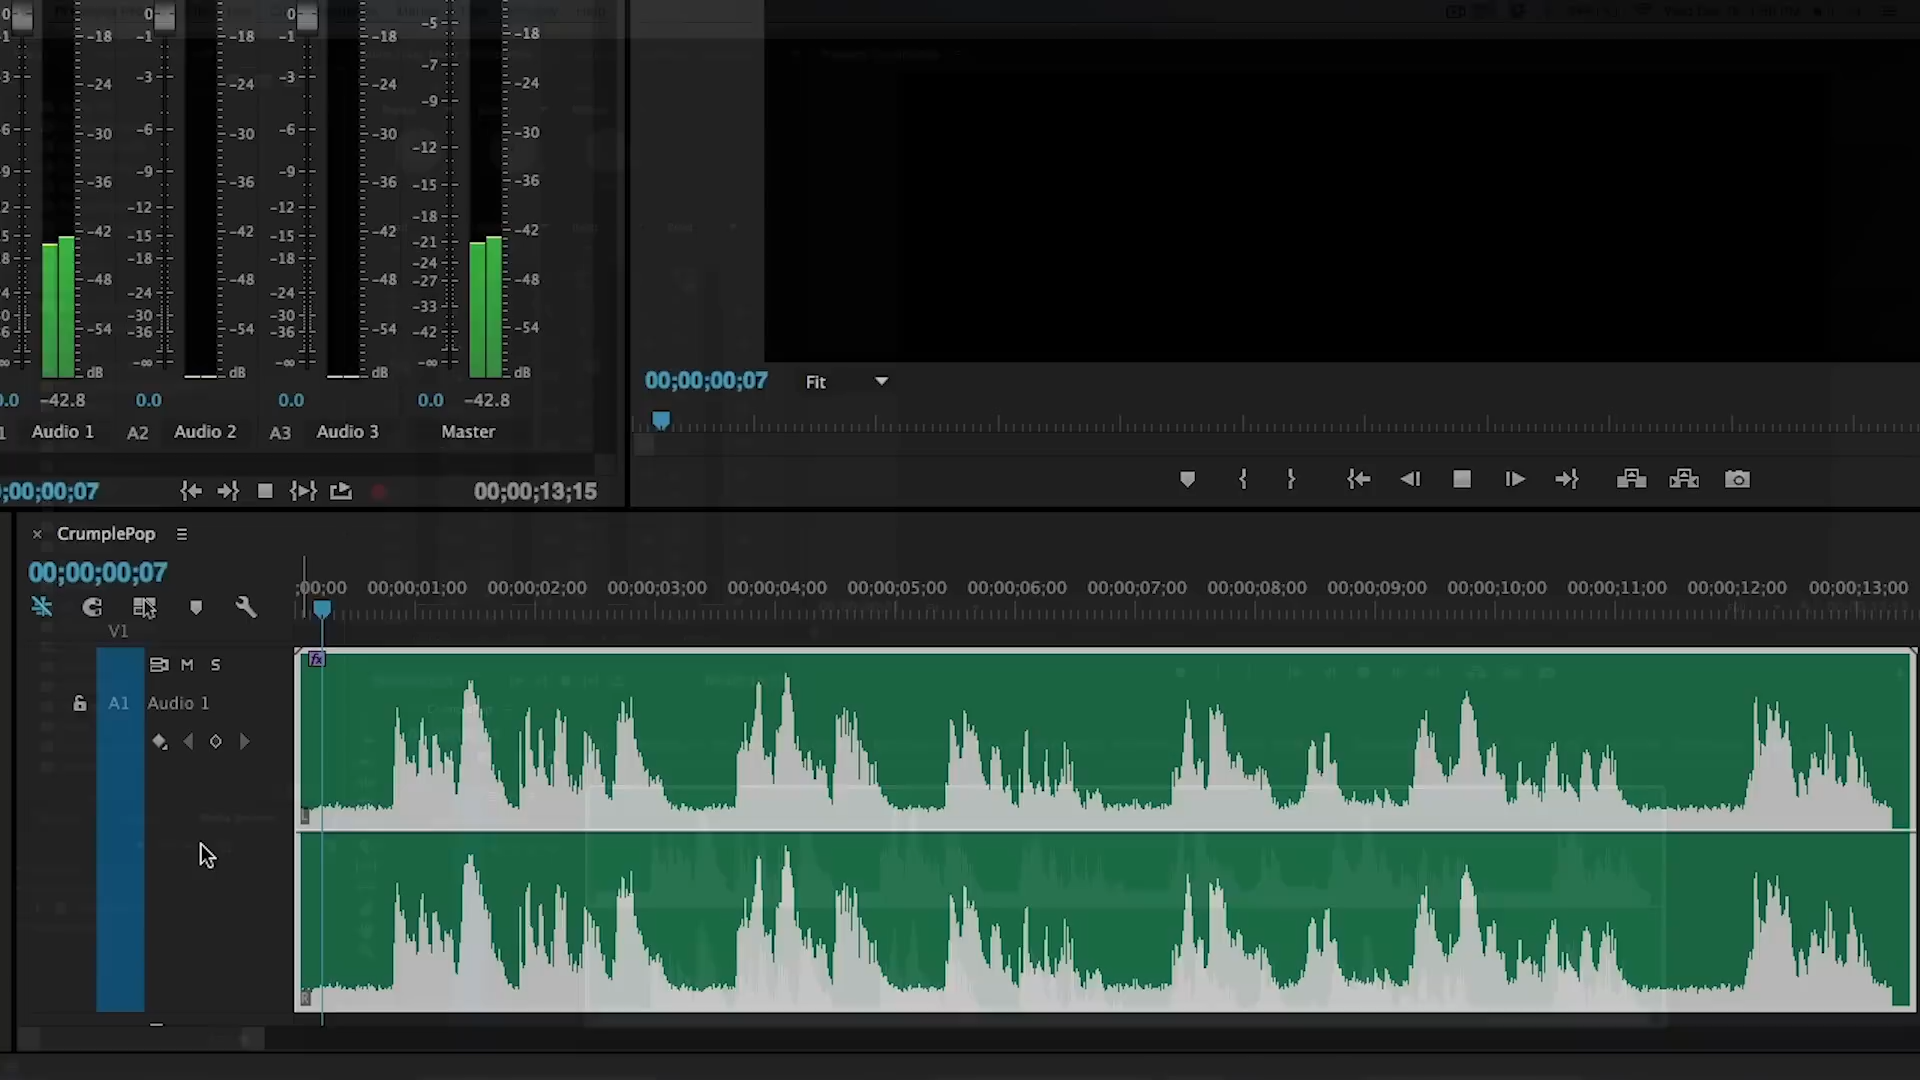 0 0 0 -5 -18
-1 -18 -1 -18 -1 -18 -7
-3 -24 -3 -24 -3 -24 -9 -24
-6 -30 -6 -30 -6 -30 -12 -30
-9 -36 -9 -36 -9 -36 -15 -36
-12 -42 -12 -42 -18 -42
-15 -15 -21
-18 -48 -18 -48 -24 -48
-24 -24 -27
-30 -54 -30 -54 -33 -54
-36 -36 -42
-∞ dB -∞ dB -∞ dB -∞ dB
0.0 -42.8 0.0 0.0 0.0 -42.8
1 Audio 1 A2 Audio 2 A3 Audio 3 Master
;00;00;07 00;00;13;15
00;00;00;07 Fit
× CrumplePop
00;00;00;07
;00;00 00;00;01;00 00;00;02;00 00;00;03;00 00;00;04;00 00;00;05;00 00;00;06;00 00;00;07;00 00;00;08;00 00;00;09;00 00;00;10;00 00;00;11;00 00;00;12;00 00;00;13;00
V1
M S
fx
A1 Audio 1
L
R